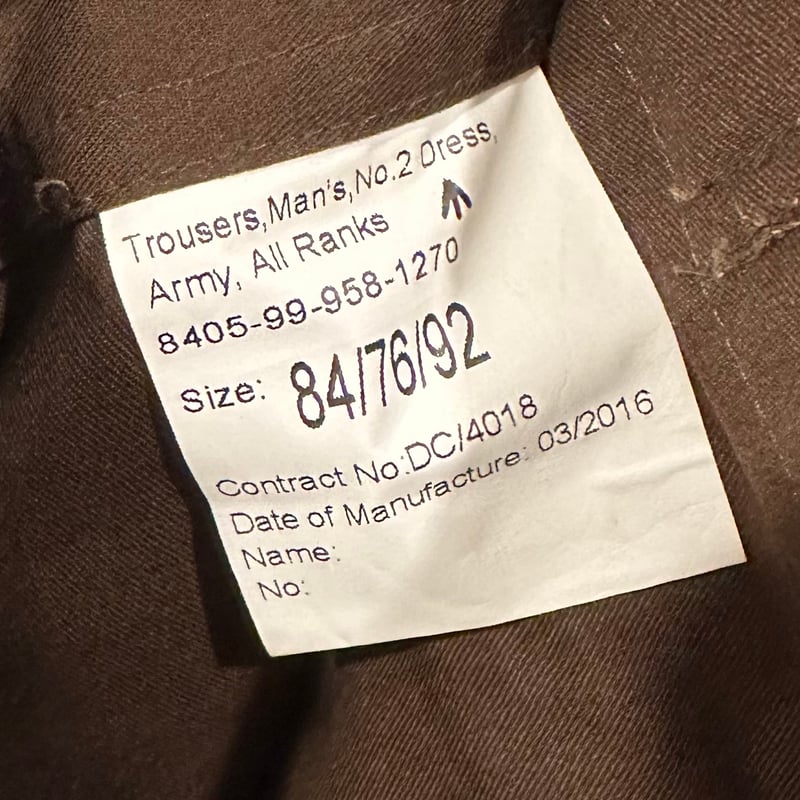 Trousers,Man's,No.2 Dress,
Army, All Ranks
8405-99-958-1270
Size: 84/76/92
Contract No:DC/4018
Date of Manufacture: 03/2016
Name:
No: